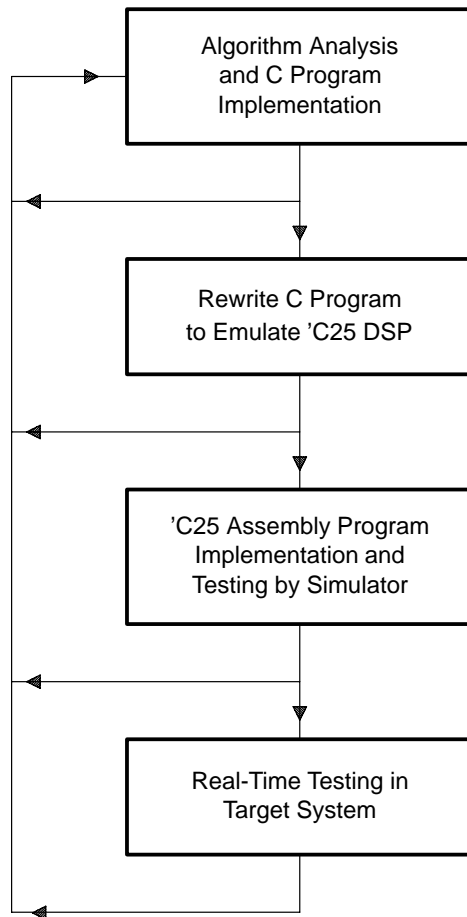 Algorithm Analysis
and C Program
Implementation
Rewrite C Program
to Emulate ’C25 DSP
’C25 Assembly Program
Implementation and
Testing by Simulator
Real-Time Testing in
Target System